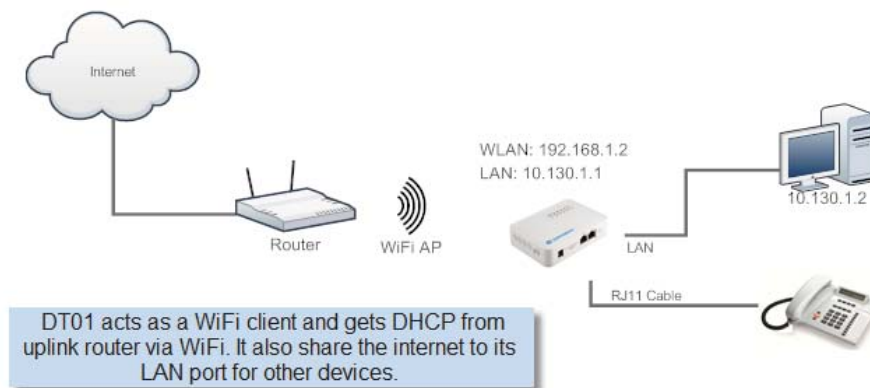 Internet
WLAN: 192.168.1.2
LAN: 10.130.1.1
10.130.1.2
Router
WiFi AP
LAN
RJ11 Cable
DT01 acts as a WiFi client and gets DHCP from
uplink router via WiFi. It also share the internet to its
LAN port for other devices.